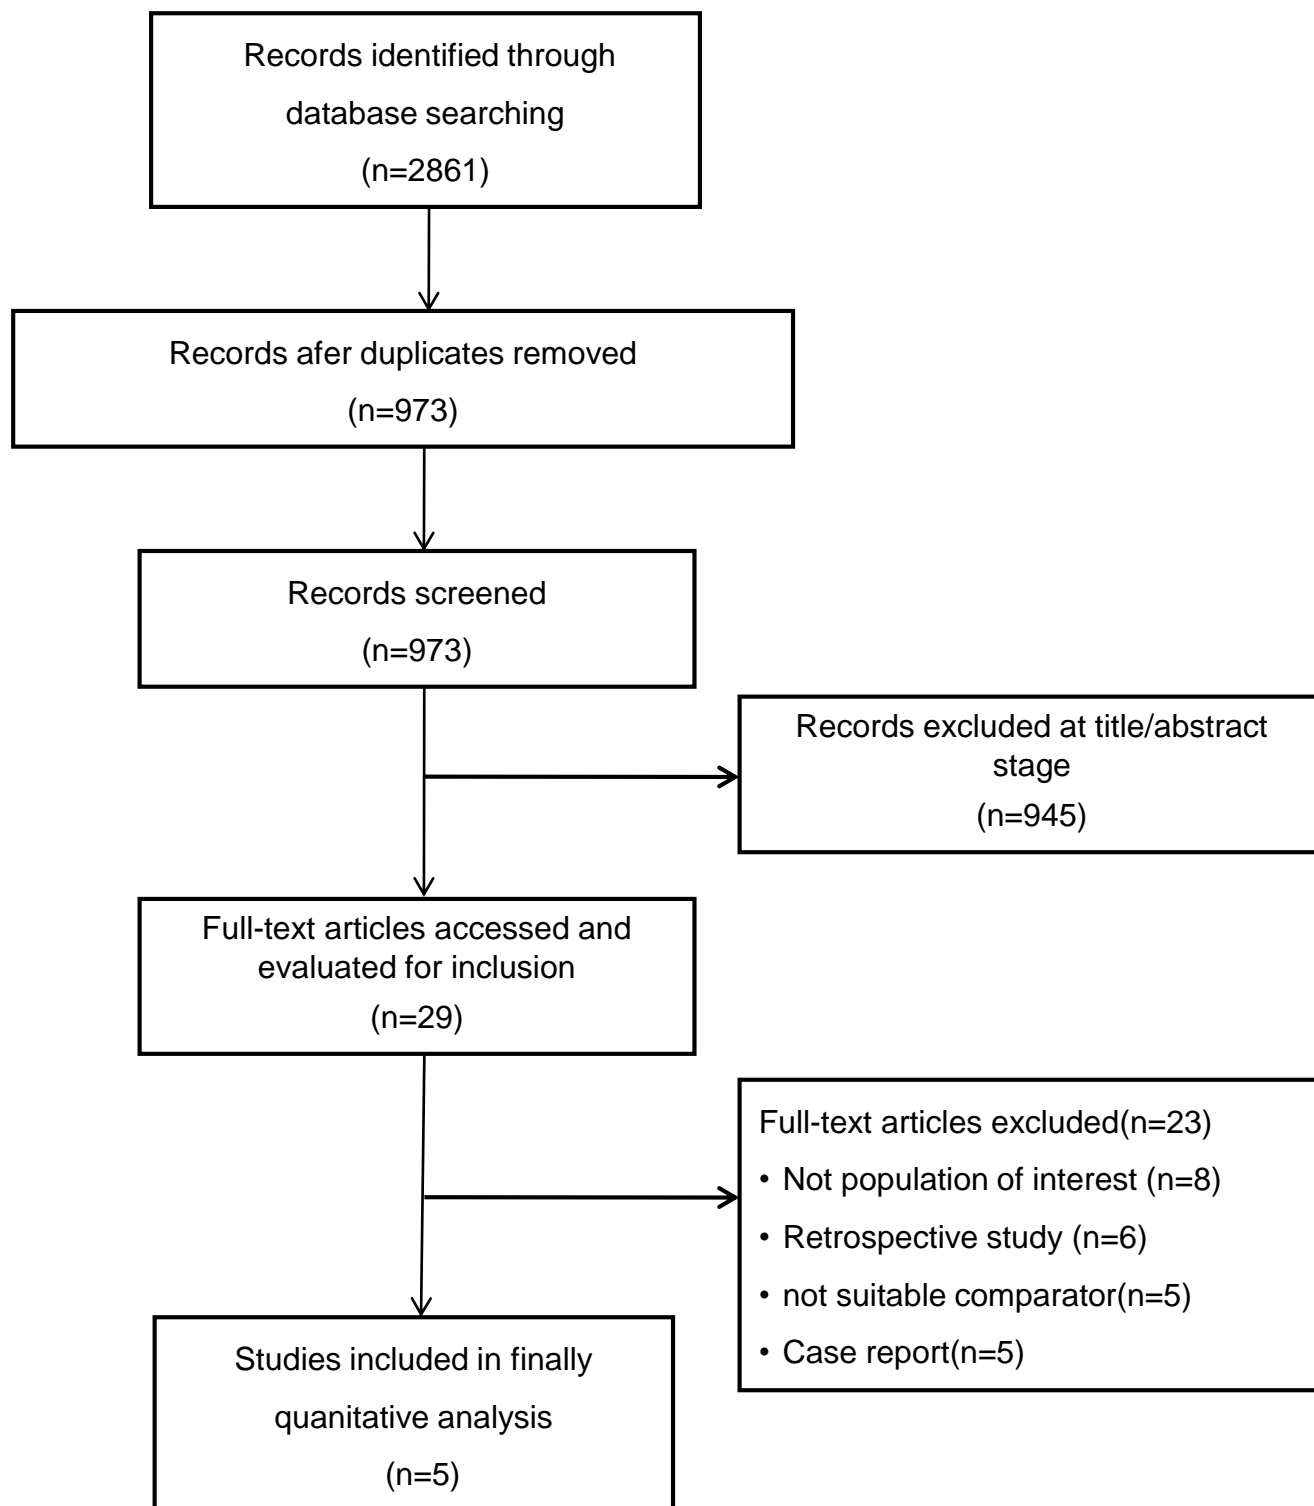 Records identified through
database searching
(n=2861)
Records afer duplicates removed
(n=973)
Records screened
(n=973)
Records excluded at title/abstract
stage
(n=945)
Full-text articles accessed and
evaluated for inclusion
(n=29)
Full-text articles excluded(n=23)
• Not population of interest (n=8)
• Retrospective study (n=6)
• not suitable comparator(n=5)
• Case report(n=5)
Studies included in finally
quanitative analysis
(n=5)